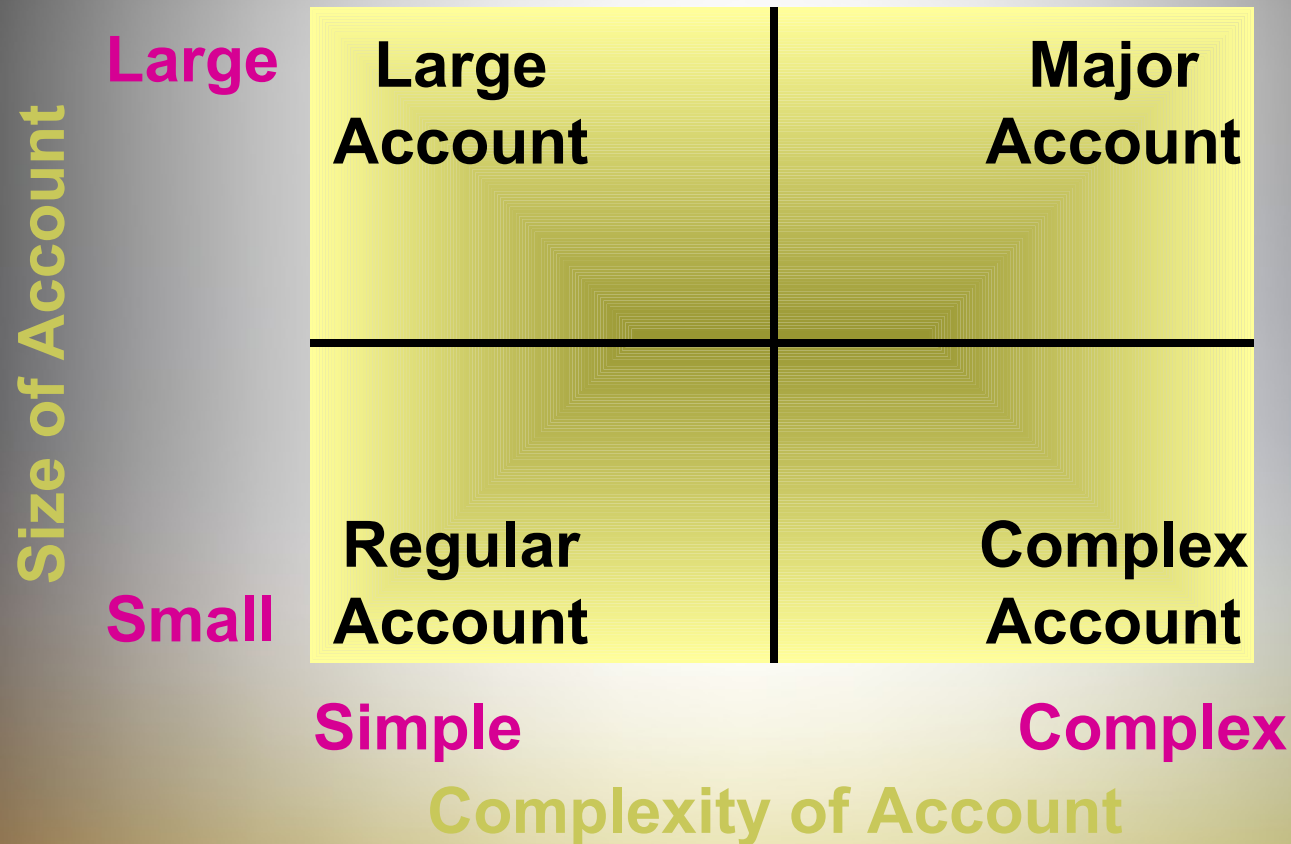 Size of Account
Large
Large
Account
Major
Account
Regular
Account
Complex
Account
Small
Simple
Complex
Complexity of Account